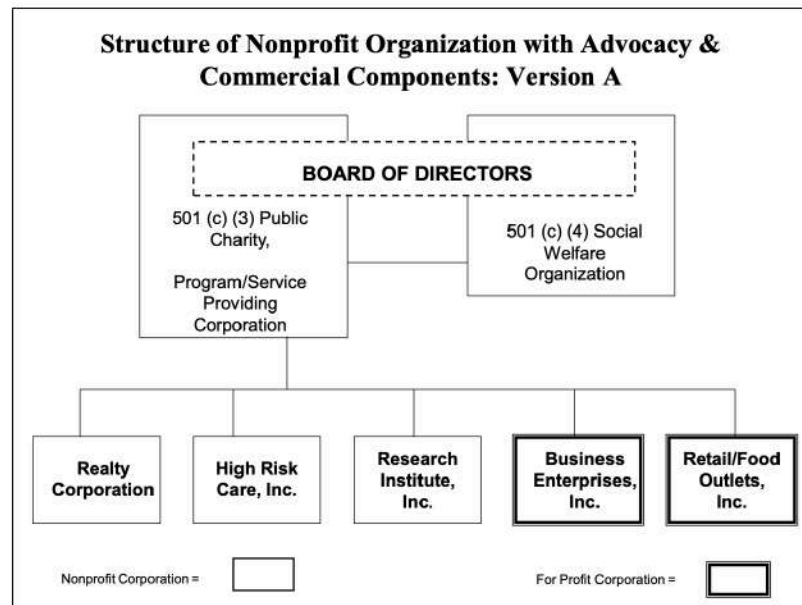 Structure of Nonprofit Organization with Advocacy &
Commercial Components: Version A
BOARD OF DIRECTORS
501 (c) (3) Public
Charity,
Program/Service
Providing
Corporation
501 (c) (4) Social
Welfare
Organization
Realty
Corporation
High Risk
Care, Inc.
Research
Institute,
Inc.
Business
Enterprises,
Inc.
Retail/Food
Outlets,
Inc.
Nonprofit Corporation =
For Profit Corporation =